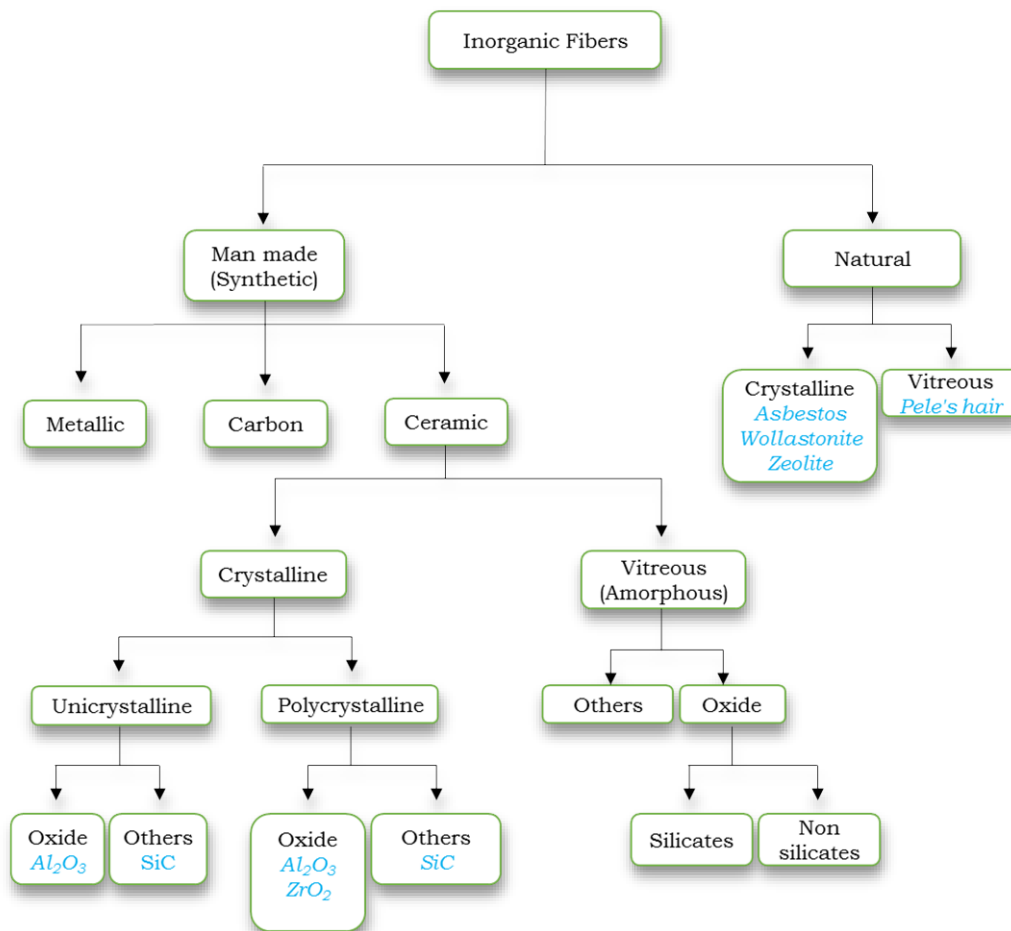 Inorganic Fibers
Man made
(Synthetic)
Natural
Metallic
Carbon
Ceramic
Crystalline
Asbestos
Wollastonite
Zeolite
Vitreous
Pele's hair
Crystalline
Vitreous
(Amorphous)
Unicrystalline
Polycrystalline
Others
Oxide
Oxide
Al₂O₃
Others
SiC
Oxide
Al₂O₃
ZrO₂
Others
SiC
Silicates
Non
silicates